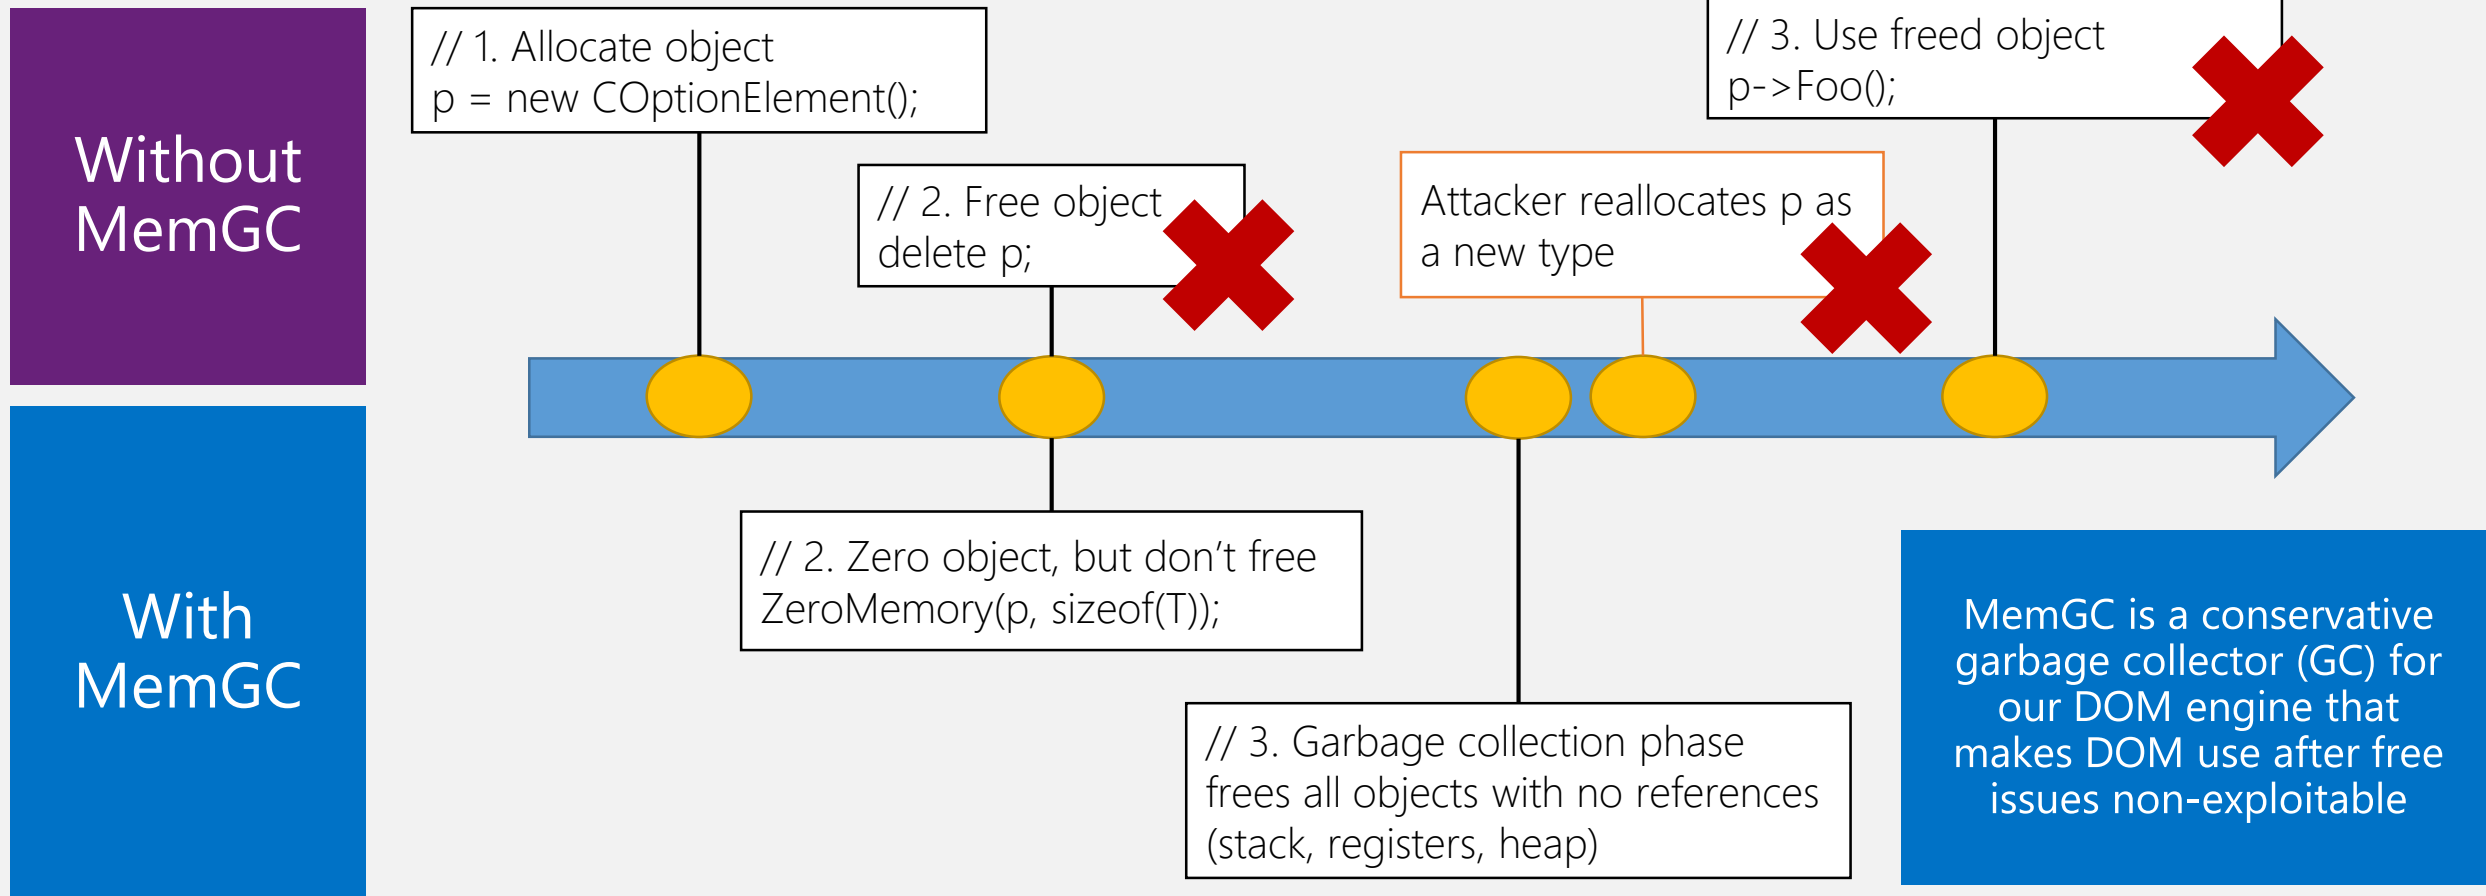 Without
MemGC
// 1. Allocate object
p = new COptionElement();
// 2. Free object
delete p;
Attacker reallocates p as
a new type
// 3. Use freed object
p->Foo();
With
MemGC
// 2. Zero object, but don’t free
ZeroMemory(p, sizeof(T));
// 3. Garbage collection phase
frees all objects with no references
(stack, registers, heap)
MemGC is a conservative
garbage collector (GC) for
our DOM engine that
makes DOM use after free
issues non-exploitable